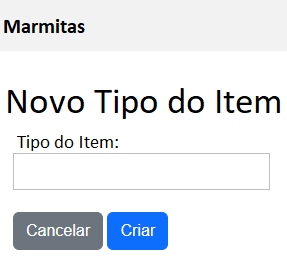 Marmitas
Novo Tipo do Item
Tipo do Item:
Cancelar Criar